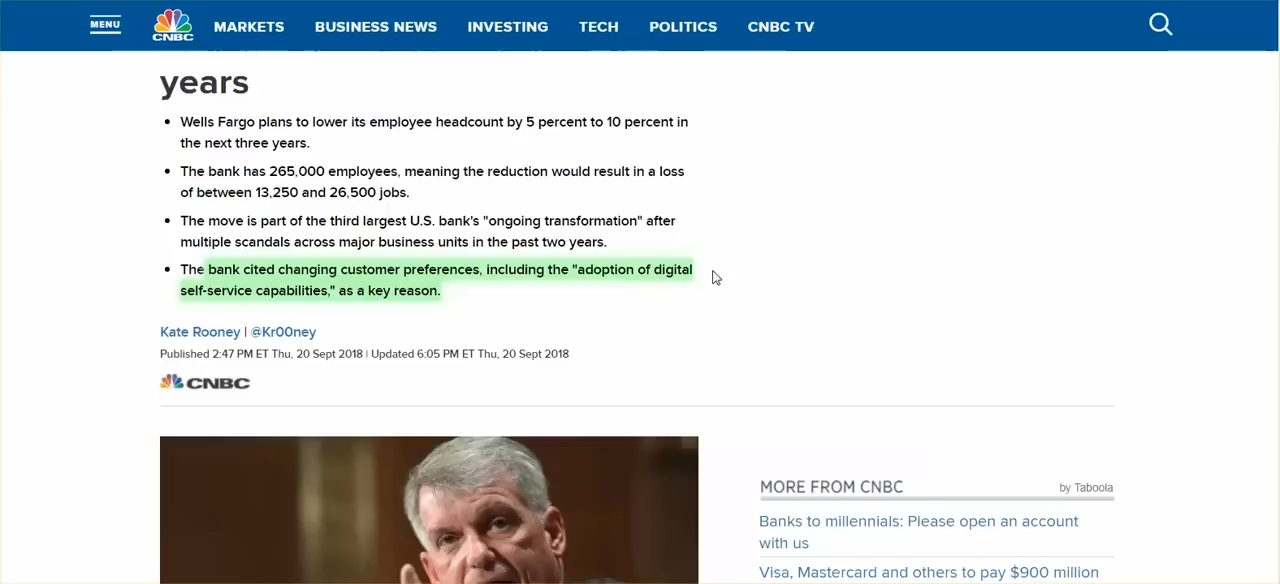 MENU
CNBC
MARKETS
BUSINESS NEWS
INVESTING
TECH
POLITICS
CNBC TV
years
Wells Fargo plans to lower its employee headcount by 5 percent to 10 percent in
the next three years.
The bank has 265,000 employees, meaning the reduction would result in a loss
of between 13,250 and 26,500 jobs.
The move is part of the third largest U.S. bank's "ongoing transformation" after
multiple scandals across major business units in the past two years.
The bank cited changing customer preferences, including the "adoption of digital
self-service capabilities," as a key reason.
Kate Rooney | @Kr00ney
Published 2:47 PM ET Thu, 20 Sept 2018 | Updated 6:05 PM ET Thu, 20 Sept 2018
CNBC
MORE FROM CNBC
by Taboola
Banks to millennials: Please open an account
with us
Visa, Mastercard and others to pay $900 million